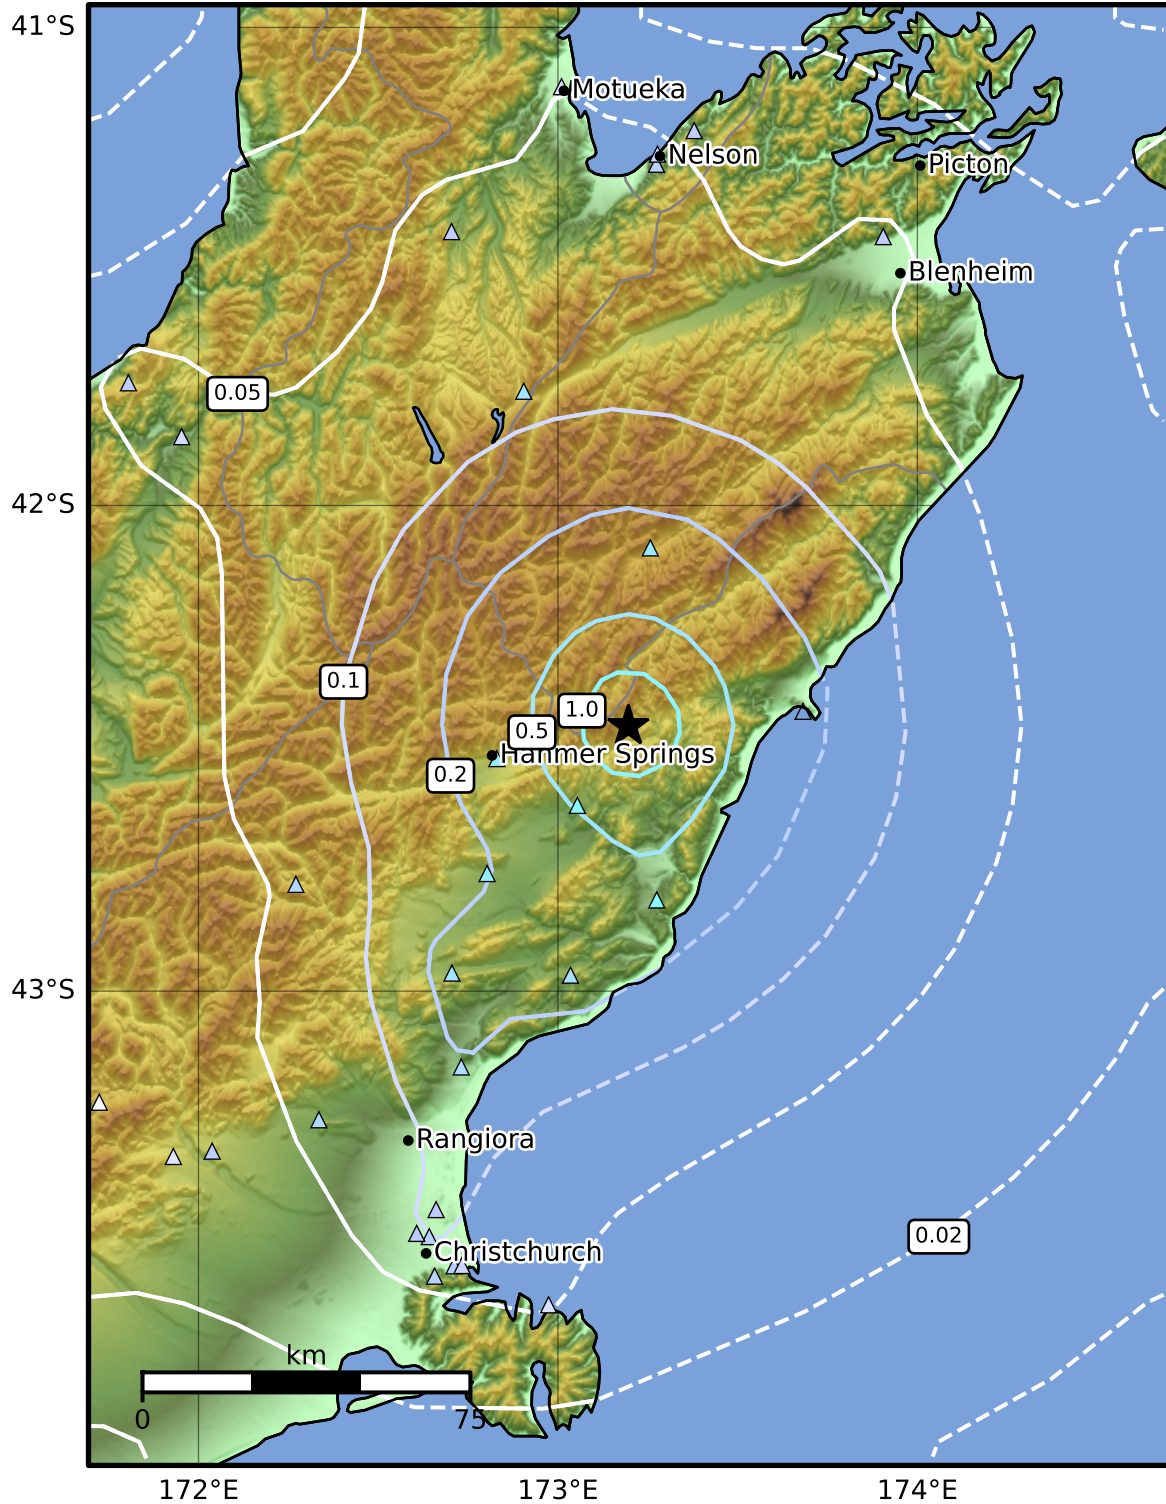 41°S
Motueka
Nelson
Picton
Blenheim
0.05
42°S
0.1
1.0
0.5
Hanmer Springs
0.2
43°S
Rangiora
0.02
Christchurch
km
0
75
172°E
173°E
174°E